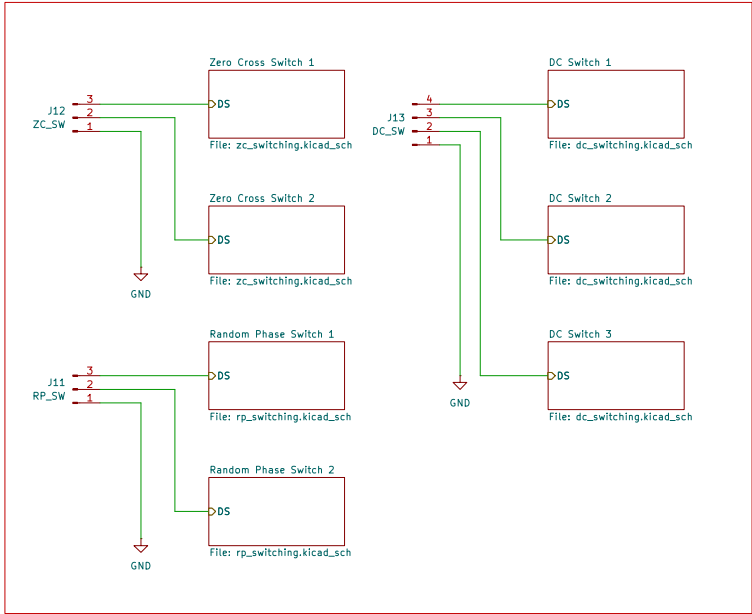 Zero Cross Switch 1
J12
ZC_SW
3
2
1
DS
File: zc_switching.kicad_sch
Zero Cross Switch 2
DS
File: zc_switching.kicad_sch
GND
Random Phase Switch 1
J11
RP_SW
3
2
1
DS
File: rp_switching.kicad_sch
Random Phase Switch 2
DS
File: rp_switching.kicad_sch
GND
DC Switch 1
J13
DC_SW
4
3
2
1
DS
File: dc_switching.kicad_sch
DC Switch 2
DS
File: dc_switching.kicad_sch
DC Switch 3
DS
File: dc_switching.kicad_sch
GND